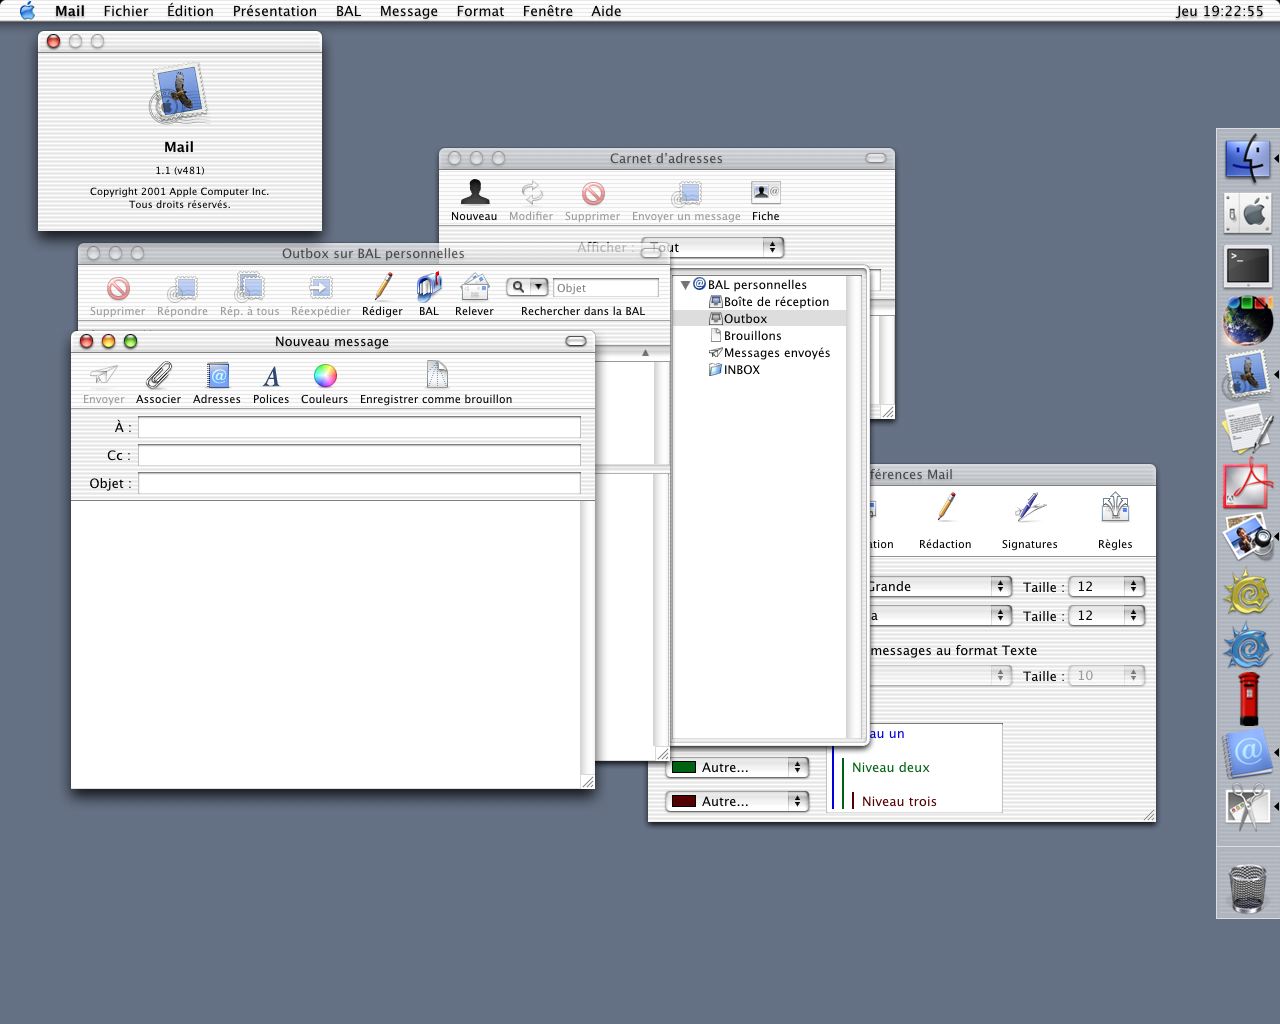 Mail Fichier Édition Présentation BAL Message Format Fenêtre Aide Jeu 19:22:55
Mail
1.1 (v481)
Copyright 2001 Apple Computer Inc.
Tous droits réservés.
Carnet d'adresses
Nouveau Modifier Supprimer Envoyer un message Fiche
Afficher : Tout
Outbox sur BAL personnelles
Objet
Supprimer Répondre Rép. à tous Réexpédier Rédiger BAL Relever Rechercher dans la BAL
BAL personnelles
Boîte de réception
Outbox
Brouillons
Messages envoyés
INBOX
Nouveau message
Envoyer Associer Adresses Polices Couleurs Enregistrer comme brouillon
À :
Cc :
Objet :
férences Mail
ation Rédaction Signatures Règles
Grande Taille : 12
a Taille : 12
messages au format Texte
Taille : 10
au un
Autre... Niveau deux
Autre... Niveau trois